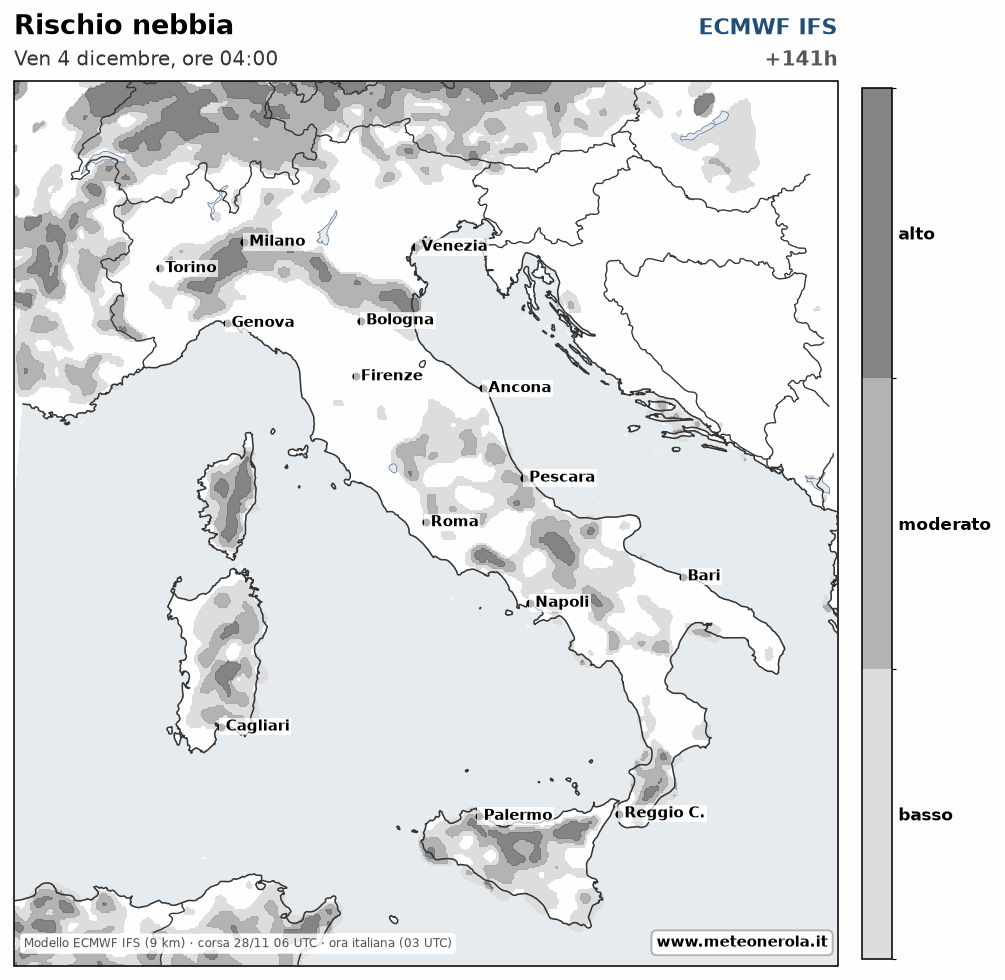 Rischio nebbia
ECMWF IFS
Ven 4 dicembre, ore 04:00
+141h
Milano
Venezia
Torino
Bologna
Genova
Firenze
Ancona
Pescara
Roma
Bari
Napoli
Cagliari
Palermo
Reggio C.
alto
moderato
basso
Modello ECMWF IFS (9 km) · corsa 28/11 06 UTC · ora italiana (03 UTC)
www.meteonerola.it